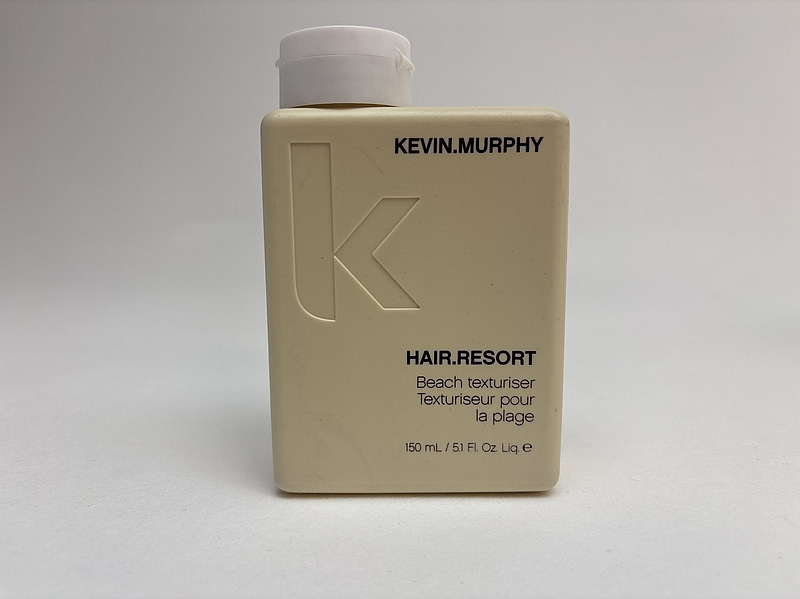 KEVIN.MURPHY
k
HAIR.RESORT
Beach texturiser
Texturiseur pour
la plage
150 mL / 5.1 Fl. Oz. Liq. ℮